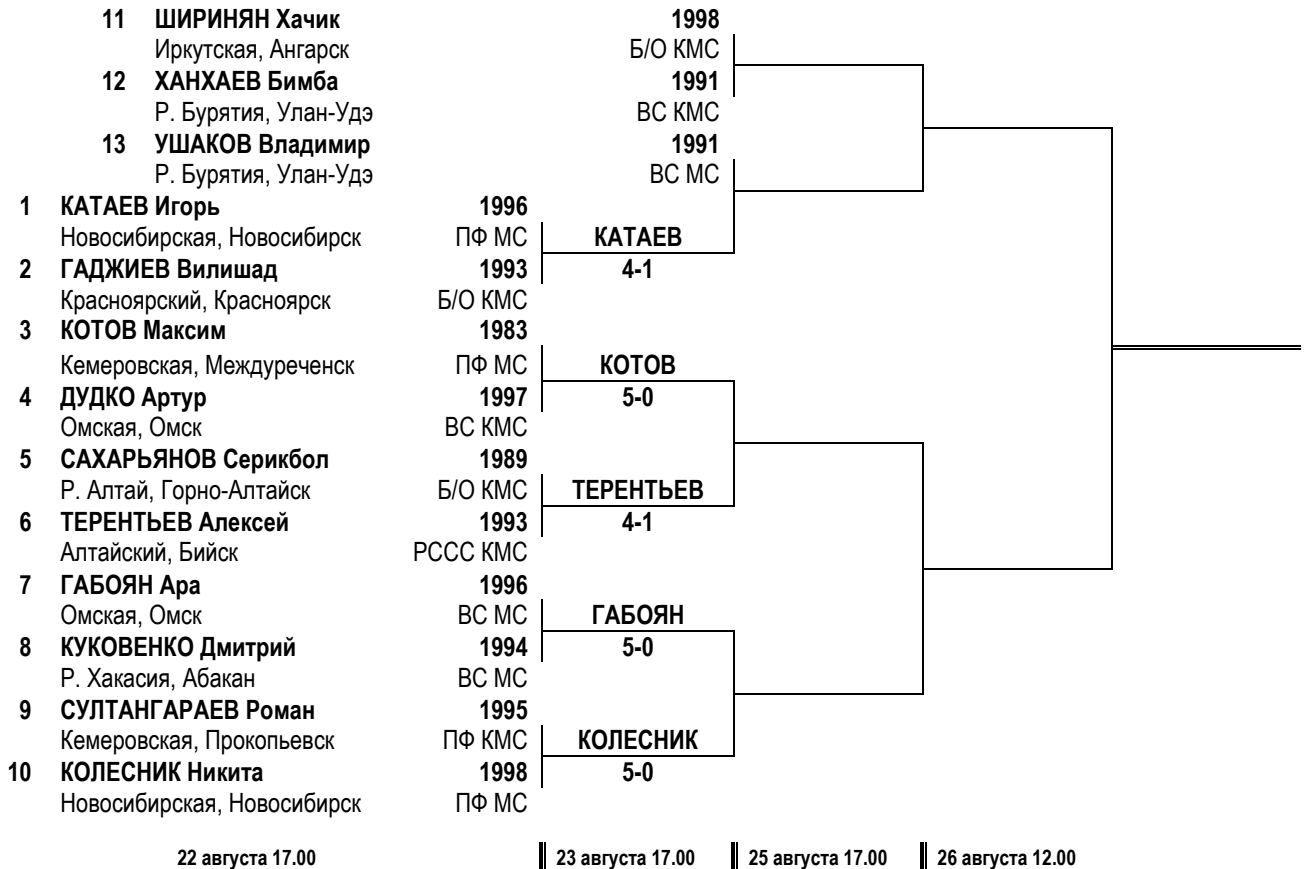 11 ШИРИНЯН Хачик 1998
Иркутская, Ангарск Б/О КМС
12 ХАНХАЕВ Бимба 1991
Р. Бурятия, Улан-Удэ ВС КМС
13 УШАКОВ Владимир 1991
Р. Бурятия, Улан-Удэ ВС МС
1 КАТАЕВ Игорь 1996
Новосибирская, Новосибирск ПФ МС КАТАЕВ
2 ГАДЖИЕВ Вилишад 1993 4-1
Красноярский, Красноярск Б/О КМС
3 КОТОВ Максим 1983
Кемеровская, Междуреченск ПФ МС КОТОВ
4 ДУДКО Артур 1997 5-0
Омская, Омск ВС КМС
5 САХАРЬЯНОВ Серикбол 1989
Р. Алтай, Горно-Алтайск Б/О КМС ТЕРЕНТЬЕВ
6 ТЕРЕНТЬЕВ Алексей 1993 4-1
Алтайский, Бийск РССС КМС
7 ГАБОЯН Ара 1996
Омская, Омск ВС МС ГАБОЯН
8 КУКОВЕНКО Дмитрий 1994 5-0
Р. Хакасия, Абакан ВС МС
9 СУЛТАНГАРАЕВ Роман 1995
Кемеровская, Прокопьевск ПФ КМС КОЛЕСНИК
10 КОЛЕСНИК Никита 1998 5-0
Новосибирская, Новосибирск ПФ МС
22 августа 17.00 23 августа 17.00 25 августа 17.00 26 августа 12.00